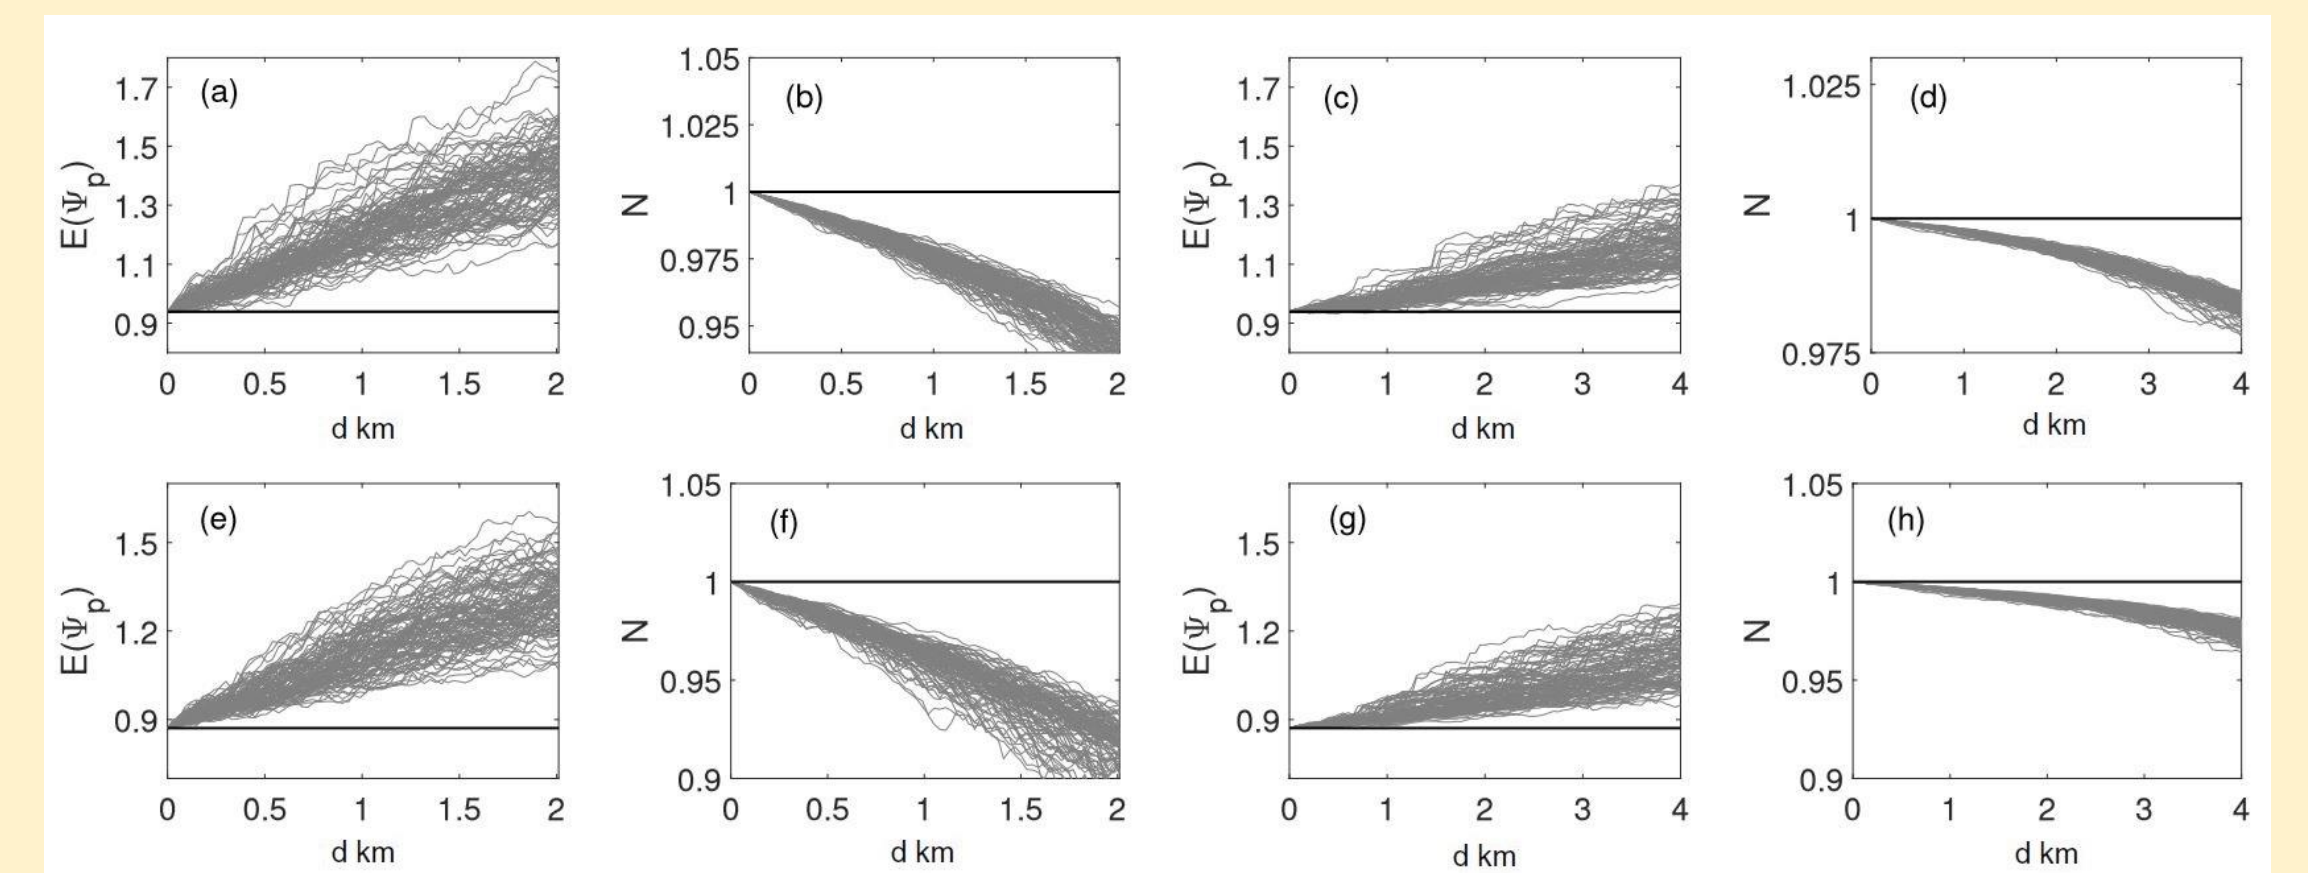 (a)
E(Ψp)
1.7
1.5
1.3
1.1
0.9
0 0.5 1 1.5 2
d km
(b)
N
1.05
1.025
1
0.975
0.95
0 0.5 1 1.5 2
d km
(c)
E(Ψp)
1.7
1.5
1.3
1.1
0.9
0 1 2 3 4
d km
(d)
N
1.025
1
0.975
0 1 2 3 4
d km
(e)
E(Ψp)
1.5
1.2
0.9
0 0.5 1 1.5 2
d km
(f)
N
1.05
1
0.95
0.9
0 0.5 1 1.5 2
d km
(g)
E(Ψp)
1.5
1.2
0.9
0 1 2 3 4
d km
(h)
N
1.05
1
0.95
0.9
0 1 2 3 4
d km